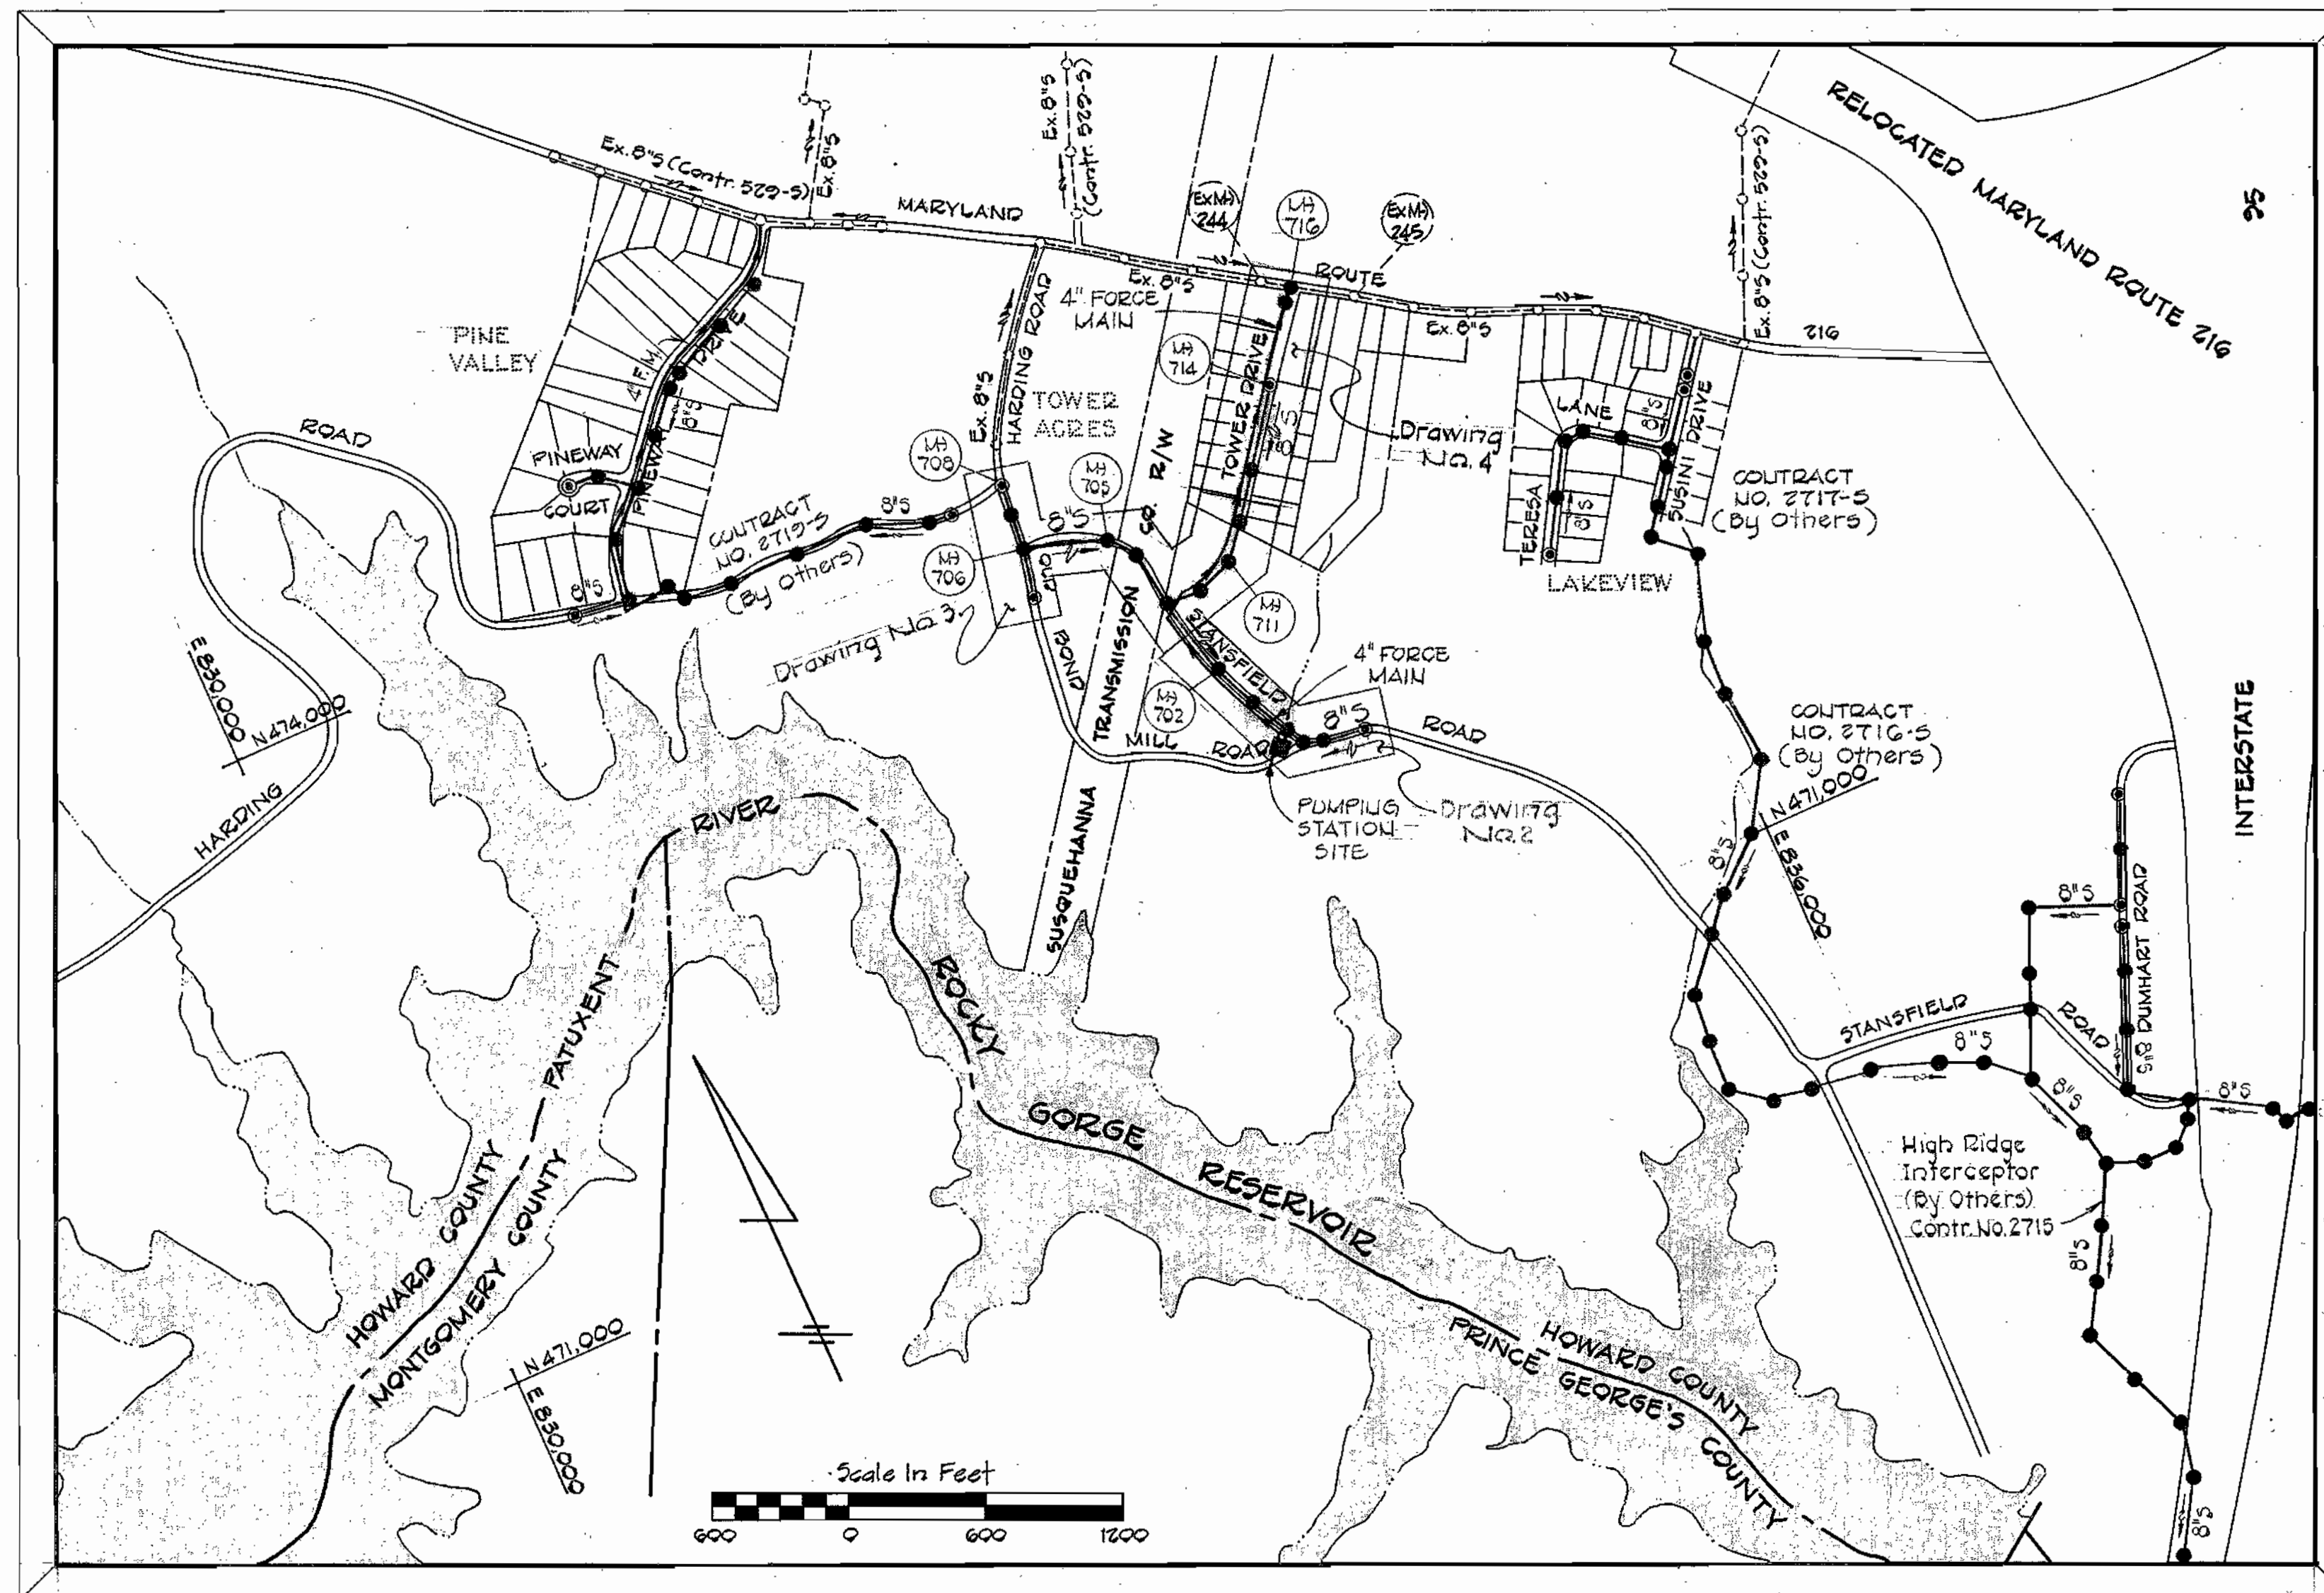 RELOCATED MARYLAND ROUTE 216
95
INTERSTATE
Ex. 8"S (Contr. 529-S)
Ex. 8"S
Ex. 8"S
(Contr. 529-S)
Ex. 8"S (Contr. 529-S)
MARYLAND
ROUTE
216
Ex MH
244
MH
716
Ex MH
245
Ex. 8"S
Ex. 8"S
4" FORCE
MAIN
PINE
VALLEY
4" F.M.
DRIVE
PINEWAY
8"S
PINEWAY
COURT
ROAD
HARDING
8"S
CONTRACT
NO. 2719-S
(By Others)
8"S
Ex. 8"S
HARDING ROAD
TOWER
ACRES
MH
708
MH
705
MH
706
8"S
OLD
BOND
MILL
ROAD
Drawing No. 3
SUSQUEHANNA
TRANSMISSION
CO. R/W
MH
714
TOWER DRIVE
8"S
Drawing
No. 4
MH
711
MH
702
STANSFIELD
ROAD
4" FORCE
MAIN
8"S
PUMPING
STATION
SITE
Drawing
No. 2
LANE
TERESA
8"S
8"S
SUSINI DRIVE
LAKEVIEW
CONTRACT
NO. 2717-S
(By Others)
CONTRACT
NO. 2716-S
(By Others)
N 471,000
E 836,000
8"S
8"S
8"S DUMHART ROAD
STANSFIELD
ROAD
8"S
8"S
8"S
High Ridge
Interceptor
(By Others)
Contr. No. 2715
8"S
8"S
E 830,000
N 474,000
RIVER
PATUXENT
ROCKY
GORGE
RESERVOIR
HOWARD COUNTY
MONTGOMERY COUNTY
HOWARD COUNTY
PRINCE GEORGE'S COUNTY
N 471,000
E 830,000
Scale In Feet
600 0 600 1200